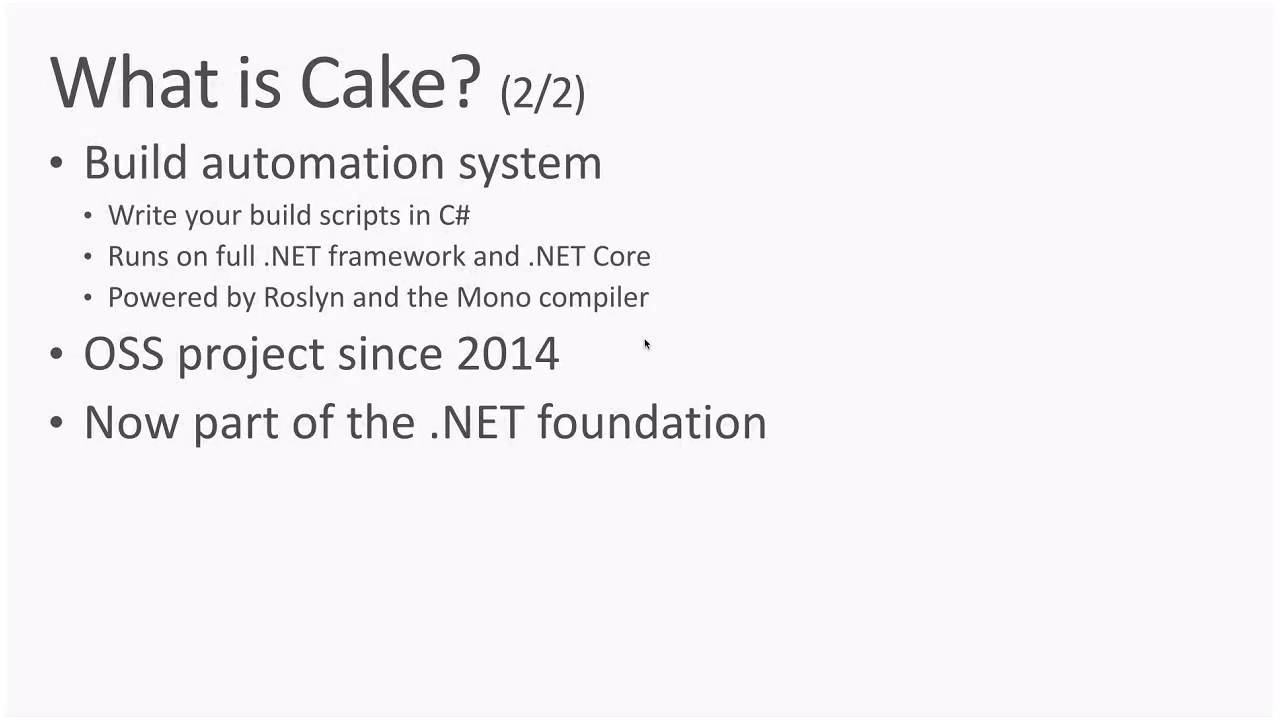 What is Cake? (2/2)
• Build automation system
• Write your build scripts in C#
• Runs on full .NET framework and .NET Core
• Powered by Roslyn and the Mono compiler
• OSS project since 2014
• Now part of the .NET foundation